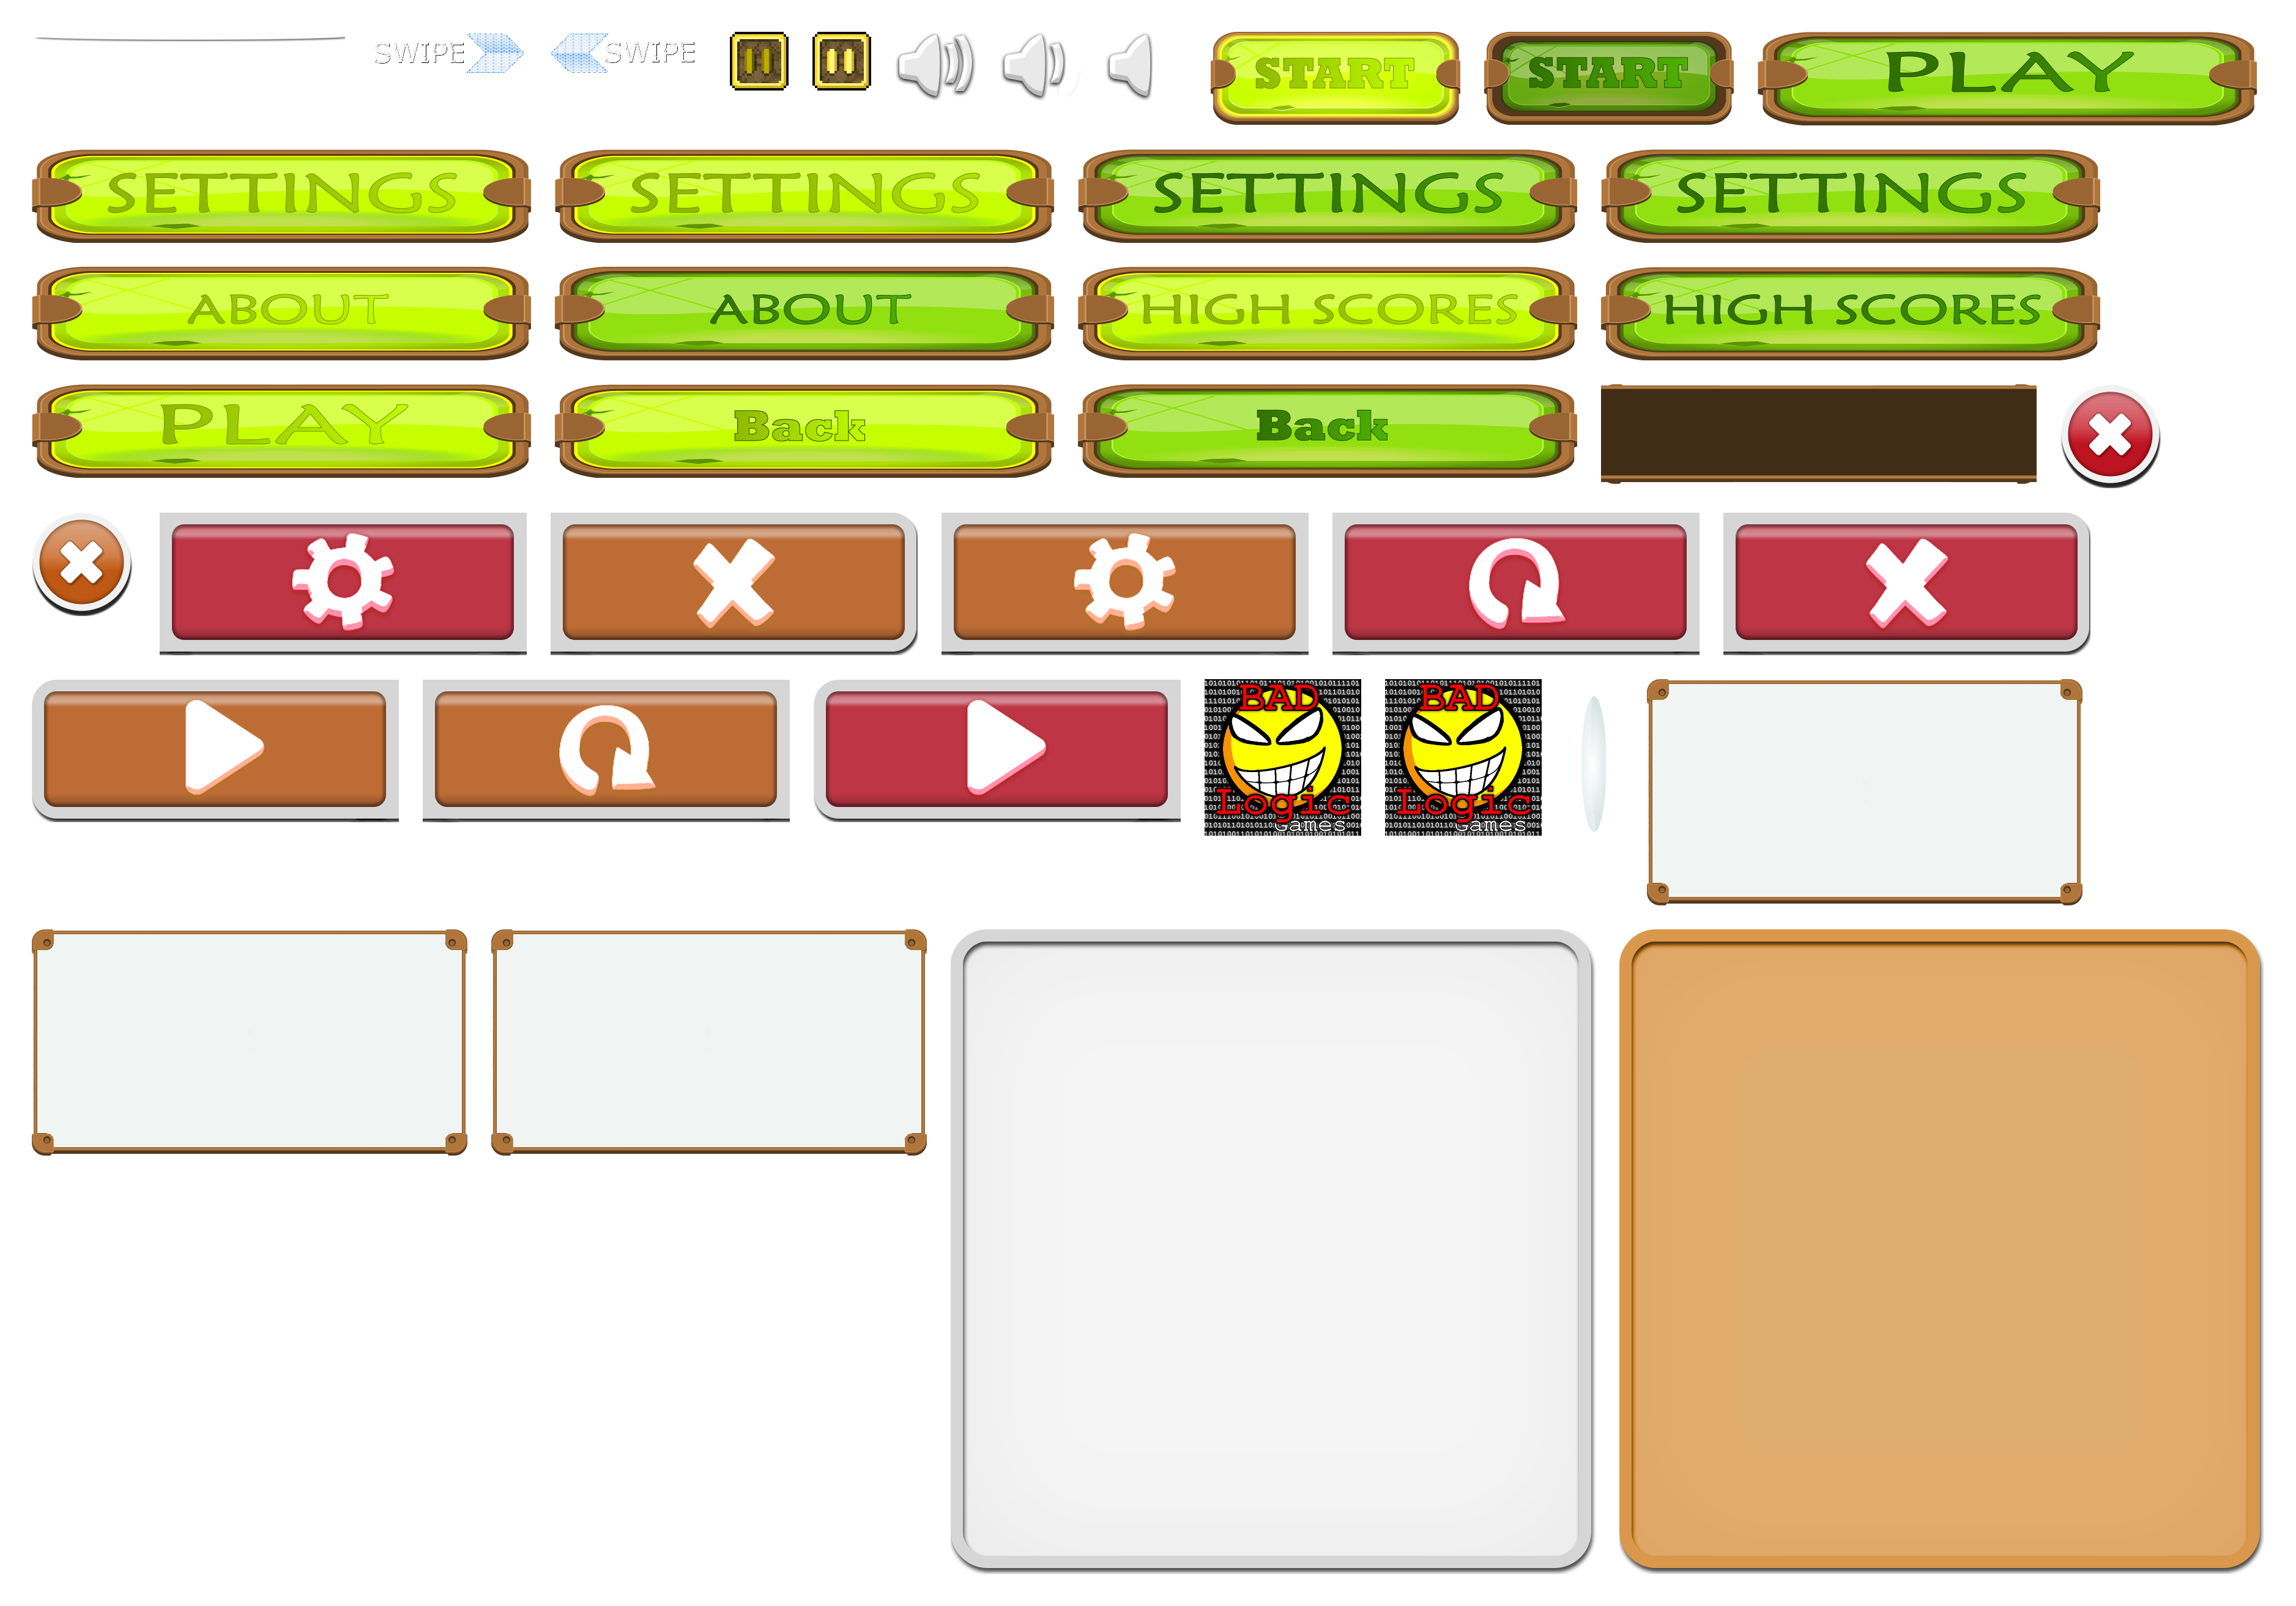 SWIPE
SWIPE
START
START
PLAY
SETTINGS
SETTINGS
SETTINGS
SETTINGS
ABOUT
ABOUT
HIGH SCORES
HIGH SCORES
PLAY
Back
Back
BAD
Logic
Games
BAD
Logic
Games